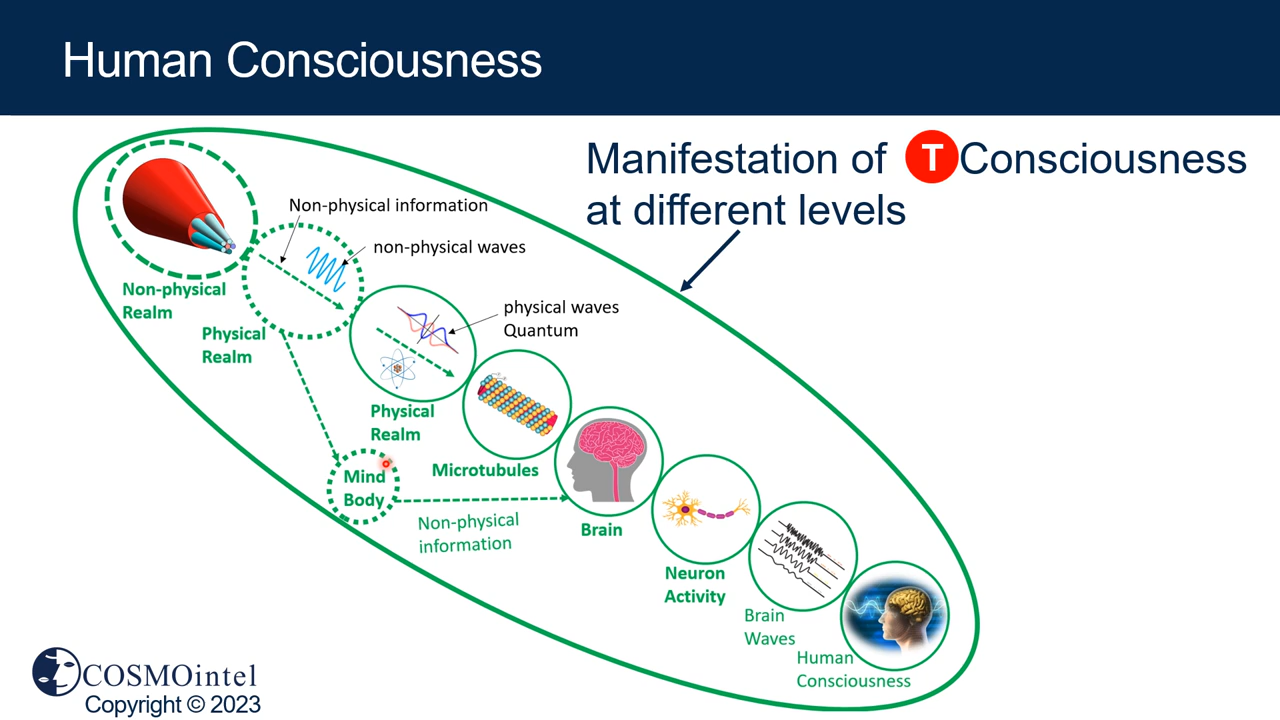 Human Consciousness
Manifestation of T Consciousness
at different levels
Non-physical information
non-physical waves
Non-physical
Realm
physical waves
Quantum
Physical
Realm
Physical
Realm
Microtubules
Mind
Body
Non-physical
information
Brain
Neuron
Activity
Brain
Waves
Human
Consciousness
COSMOintel
Copyright © 2023